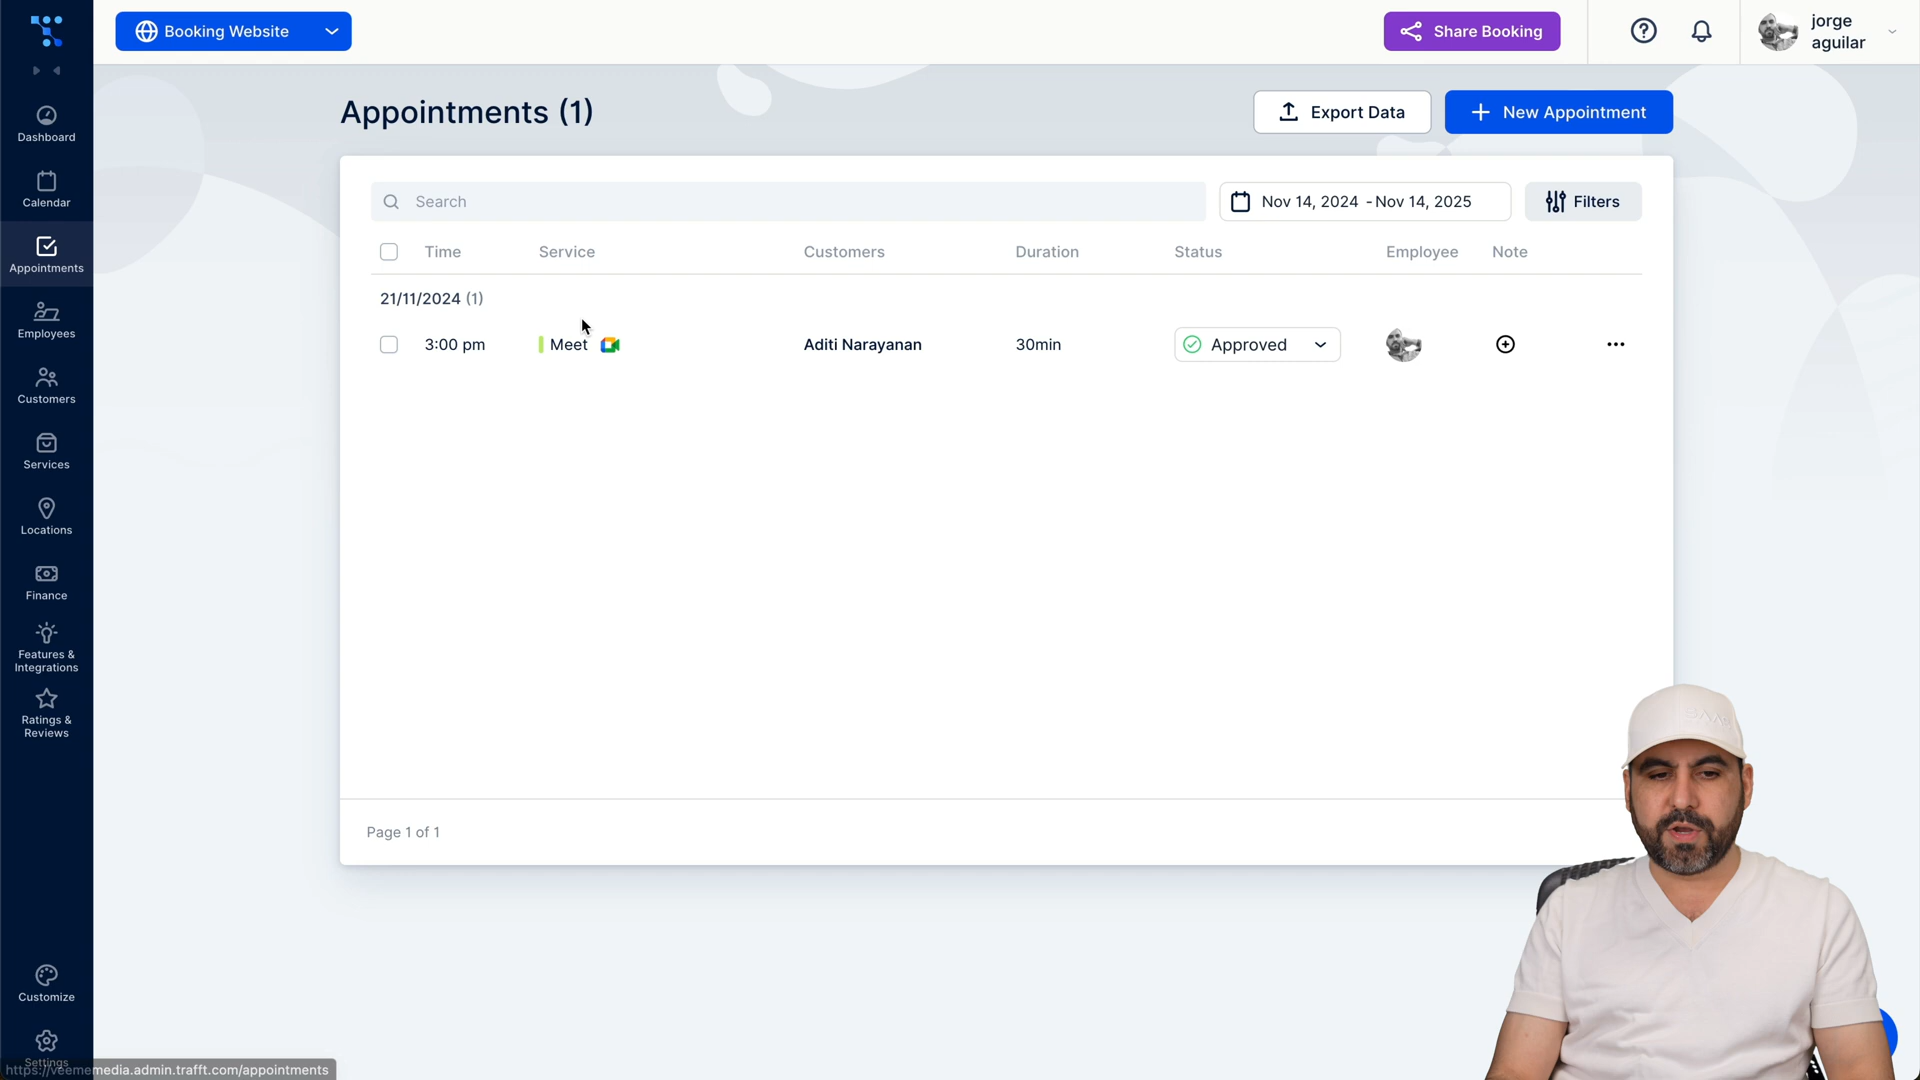 Booking Website
Share Booking
jorge
aguilar
Dashboard
Calendar
Appointments
Employees
Customers
Services
Locations
Finance
Features &
Integrations
Ratings &
Reviews
Customize
Settings
Appointments (1)
Export Data
New Appointment
Search
Nov 14, 2024 - Nov 14, 2025
Filters
Time Service Customers Duration Status Employee Note
21/11/2024 (1)
3:00 pm Meet Aditi Narayanan 30min Approved
Page 1 of 1
https://veememedia.admin.trafft.com/appointments